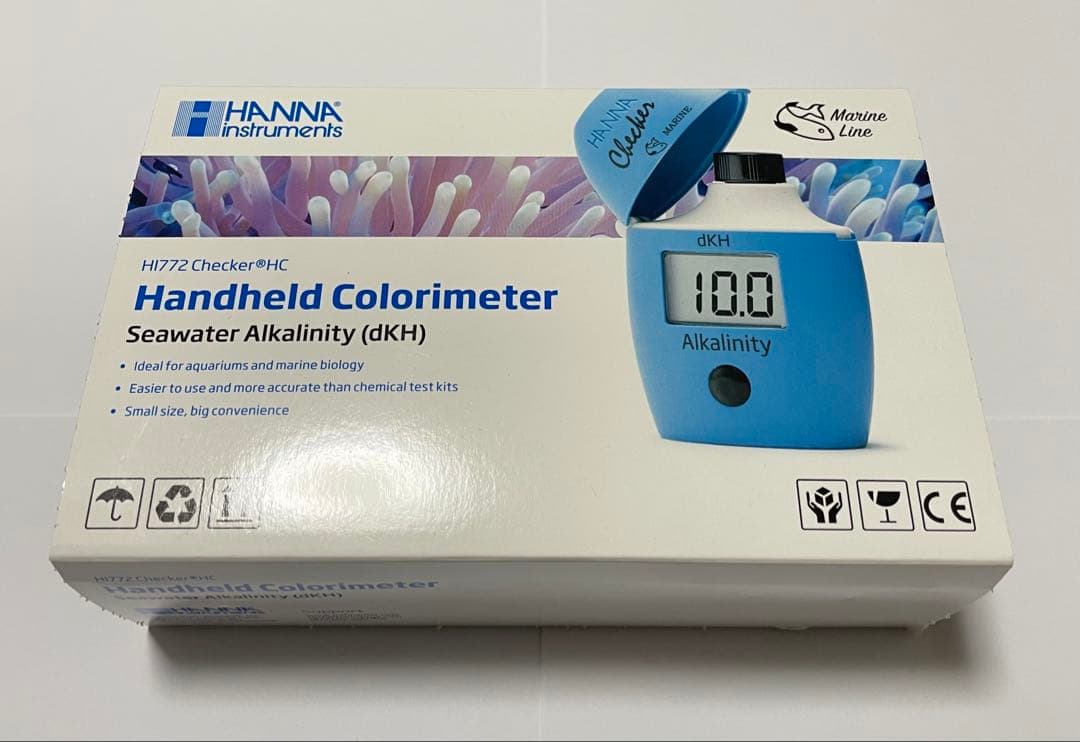 HANNA®
instruments
HANNA
Checker
MARINE
Marine
Line
HI772 Checker®HC
Handheld Colorimeter
Seawater Alkalinity (dKH)
• Ideal for aquariums and marine biology
• Easier to use and more accurate than chemical test kits
• Small size, big convenience
dKH
10.0
Alkalinity
CE
HI772 Checker®HC
Handheld Colorimeter
Seawater Alkalinity (dKH)
HANNA
Support